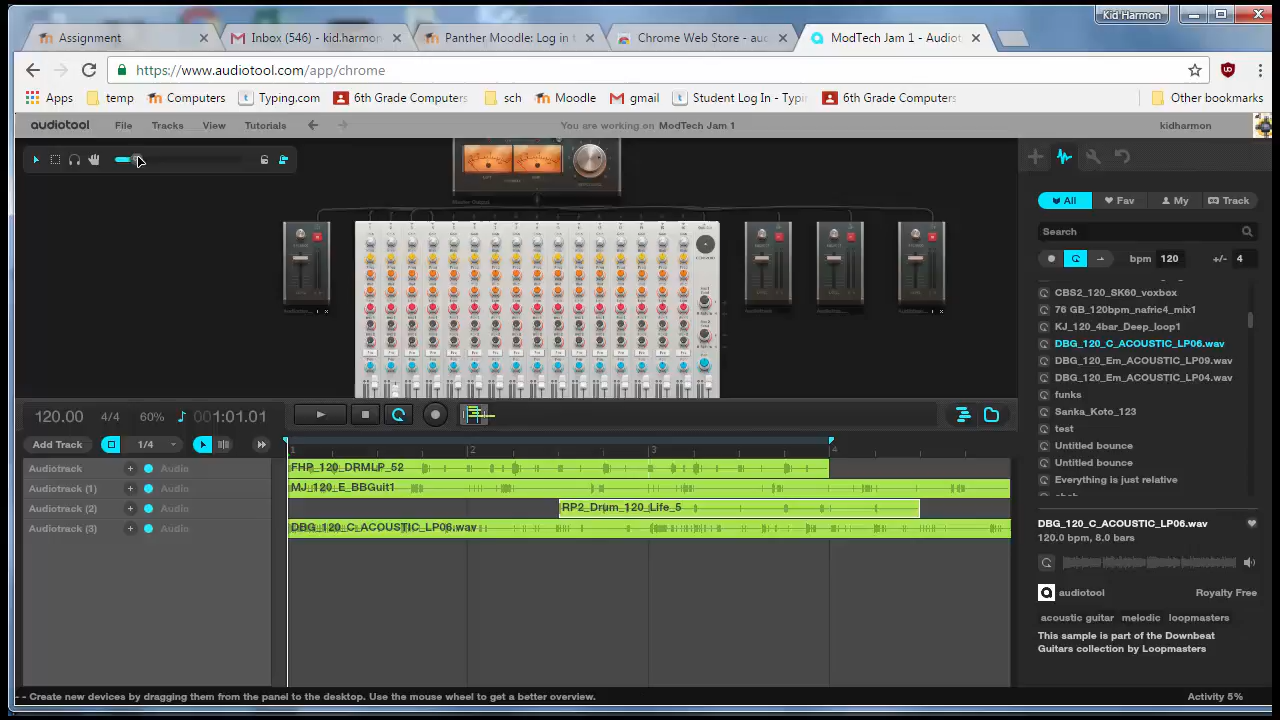 Kid Harmon
Assignment
Inbox (546) - kid.harmon
Panther Moodle: Log in t
Chrome Web Store - aud
ModTech Jam 1 - Audioto
https://www.audiotool.com/app/chrome
Apps temp Computers Typing.com 6th Grade Computers sch Moodle gmail Student Log In - Typin 6th Grade Computers Other bookmarks
audiotool File Tracks View Tutorials You are working on ModTech Jam 1 kidharmon
All Fav My Track
Search
bpm 120 +/- 4
CBS2_120_SK60_voxbox
76 GB_120bpm_nafric4_mix1
KJ_120_4bar_Deep_loop1
DBG_120_C_ACOUSTIC_LP06.wav
DBG_120_Em_ACOUSTIC_LP09.wav
DBG_120_Em_ACOUSTIC_LP04.wav
funks
Sanka_Koto_123
test
Untitled bounce
Untitled bounce
Everything is just relative
120.00 4/4 60% 001:01.01
Add Track 1/4
1 2 3 4
Audiotrack + Audio FHP_120_DRMLP_52
Audiotrack (1) + Audio MJ_120_E_BBGuit1
Audiotrack (2) + Audio RP2_Drum_120_Life_5
Audiotrack (3) + Audio DBG_120_C_ACOUSTIC_LP06.wav
DBG_120_C_ACOUSTIC_LP06.wav
120.0 bpm, 8.0 bars
audiotool Royalty Free
acoustic guitar melodic loopmasters
This sample is part of the Downbeat
Guitars collection by Loopmasters
- - Create new devices by dragging them from the panel to the desktop. Use the mouse wheel to get a better overview.
Activity 5%